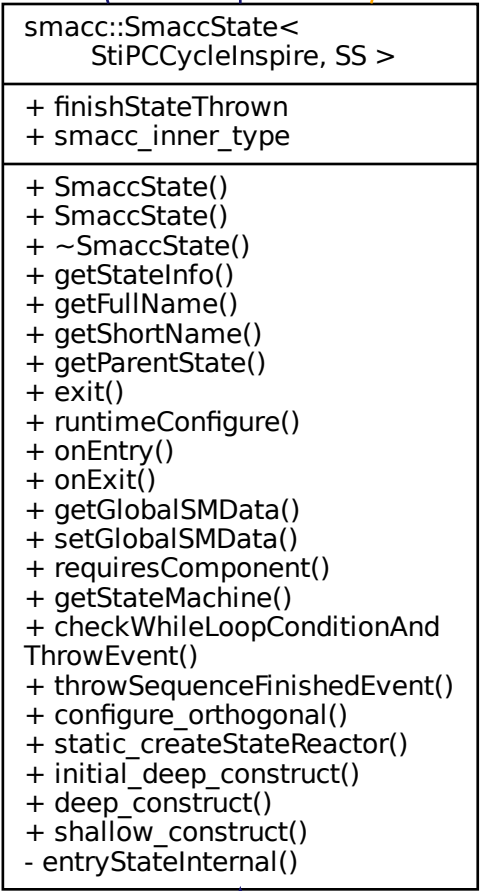 smacc::SmaccState<
StiPCCycleInspire, SS >
+ finishStateThrown
+ smacc_inner_type
+ SmaccState()
+ SmaccState()
+ ~SmaccState()
+ getStateInfo()
+ getFullName()
+ getShortName()
+ getParentState()
+ exit()
+ runtimeConfigure()
+ onEntry()
+ onExit()
+ getGlobalSMData()
+ setGlobalSMData()
+ requiresComponent()
+ getStateMachine()
+ checkWhileLoopConditionAnd
ThrowEvent()
+ throwSequenceFinishedEvent()
+ configure_orthogonal()
+ static_createStateReactor()
+ initial_deep_construct()
+ deep_construct()
+ shallow_construct()
- entryStateInternal()